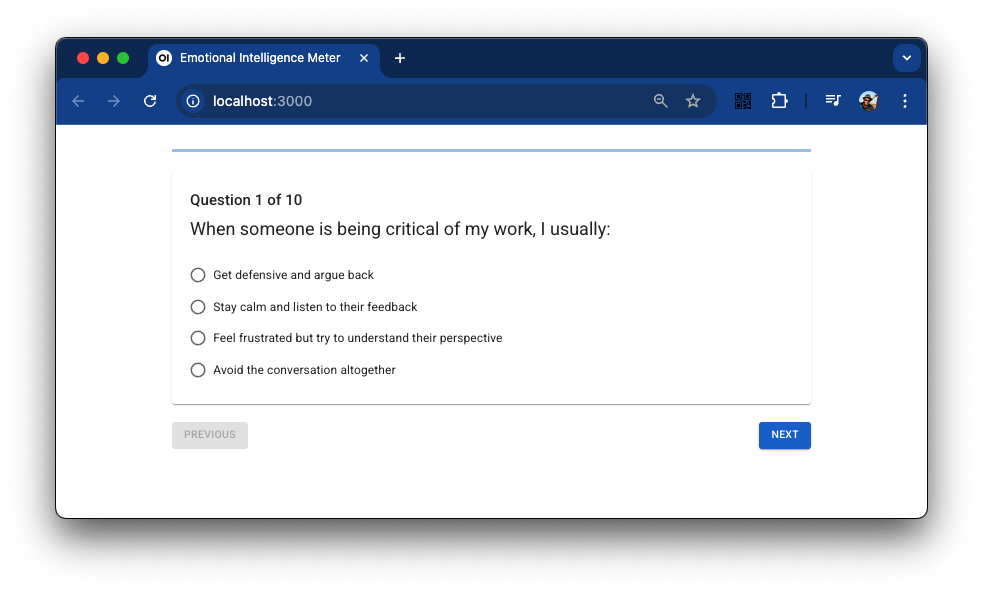 OI Emotional Intelligence Meter
localhost:3000
Question 1 of 10
When someone is being critical of my work, I usually:
Get defensive and argue back
Stay calm and listen to their feedback
Feel frustrated but try to understand their perspective
Avoid the conversation altogether
PREVIOUS
NEXT